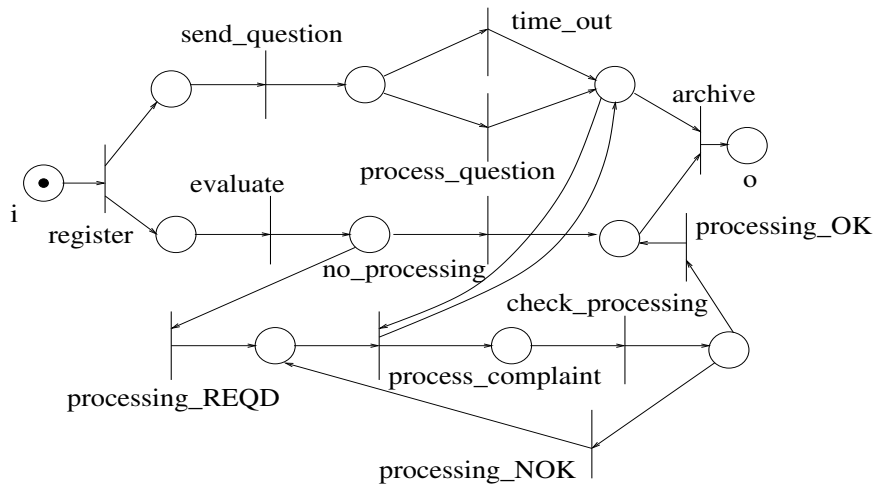 time_out
send_question
archive
process_question
evaluate
i
o
register
processing_OK
no_processing
check_processing
process_complaint
processing_REQD
processing_NOK